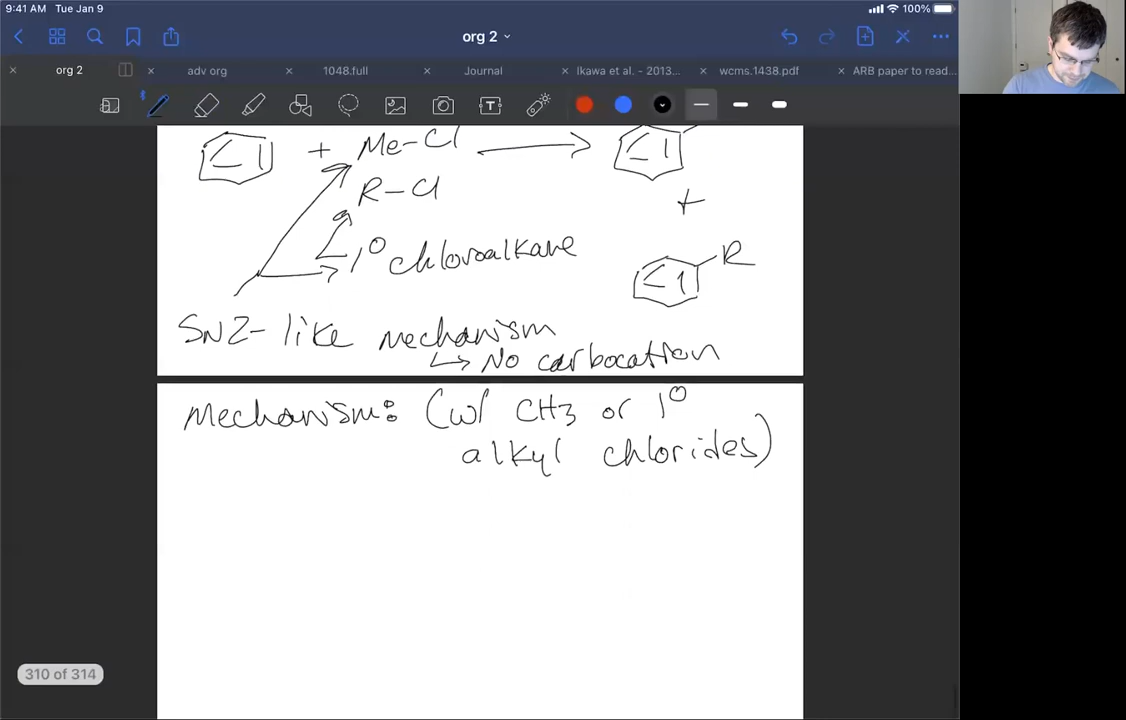 9:41 AM Tue Jan 9
100%
org 2
org 2
adv org
1048.full
Journal
Ikawa et al. - 2013...
wcms.1438.pdf
ARB paper to read...
+ Me-Cl
R-Cl
+
1° chloroalkane
R
SN2-like mechanism
↳ No carbocation
Mechanism: (w/ CH3 or 1°
alkyl chlorides)
310 of 314